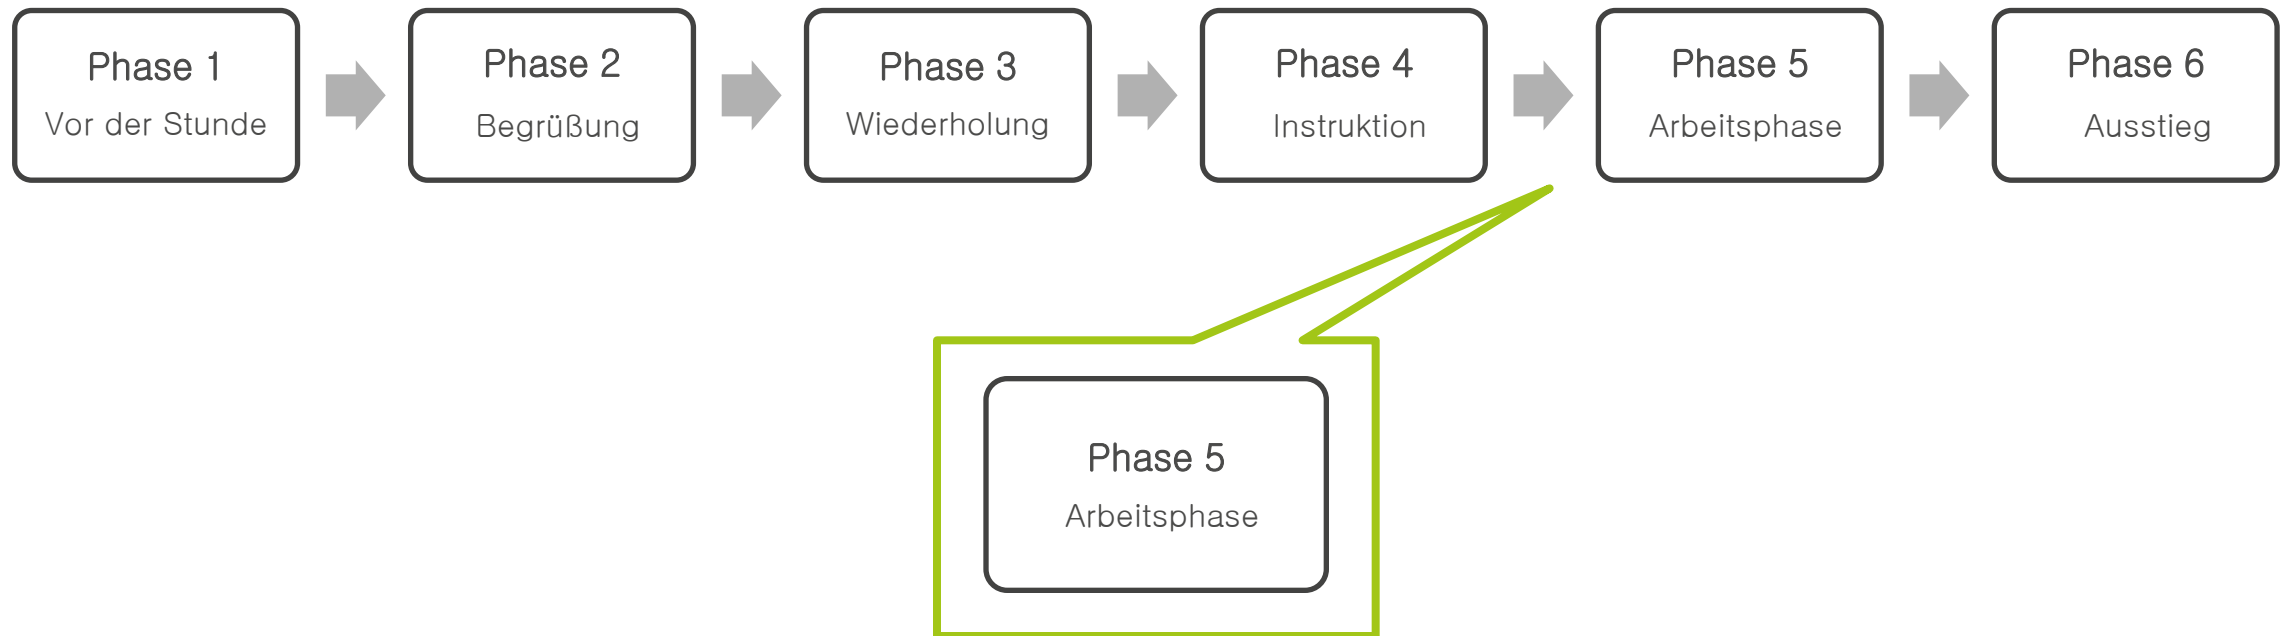 Phase 1
Vor der Stunde
Phase 2
Begrüßung
Phase 3
Wiederholung
Phase 4
Instruktion
Phase 5
Arbeitsphase
Phase 6
Ausstieg
Phase 5
Arbeitsphase